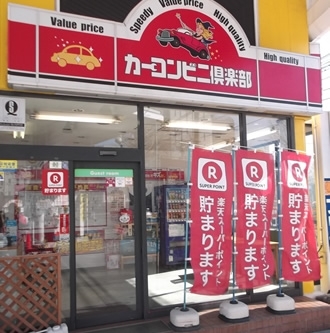 Value price
Speedy Value price High quality
High quality
カーコンビニ倶楽部
Guest room
R
貯まります
R
SUPER POINT
楽天スーパーポイント
貯まります
R
SUPER POINT
楽天スーパーポイント
貯まります
R
SUPER POINT
楽天スーパーポイント
貯まります